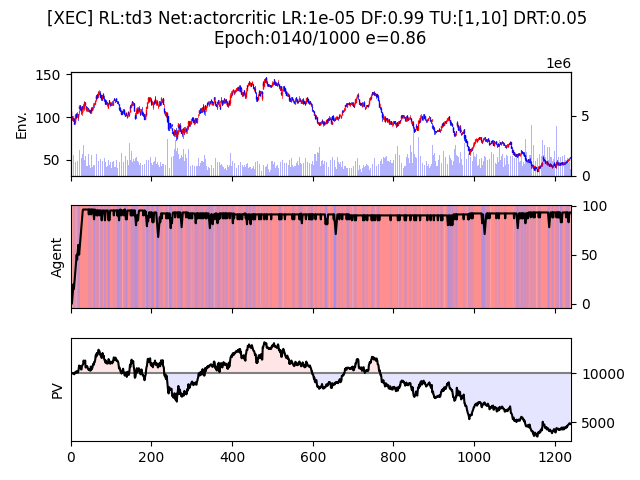 [XEC] RL:td3 Net:actorcritic LR:1e-05 DF:0.99 TU:[1,10] DRT:0.05
Epoch:0140/1000 e=0.86
1e6
150
100
50
Env.
5
0
Agent
100
50
0
PV
10000
5000
0
200
400
600
800
1000
1200